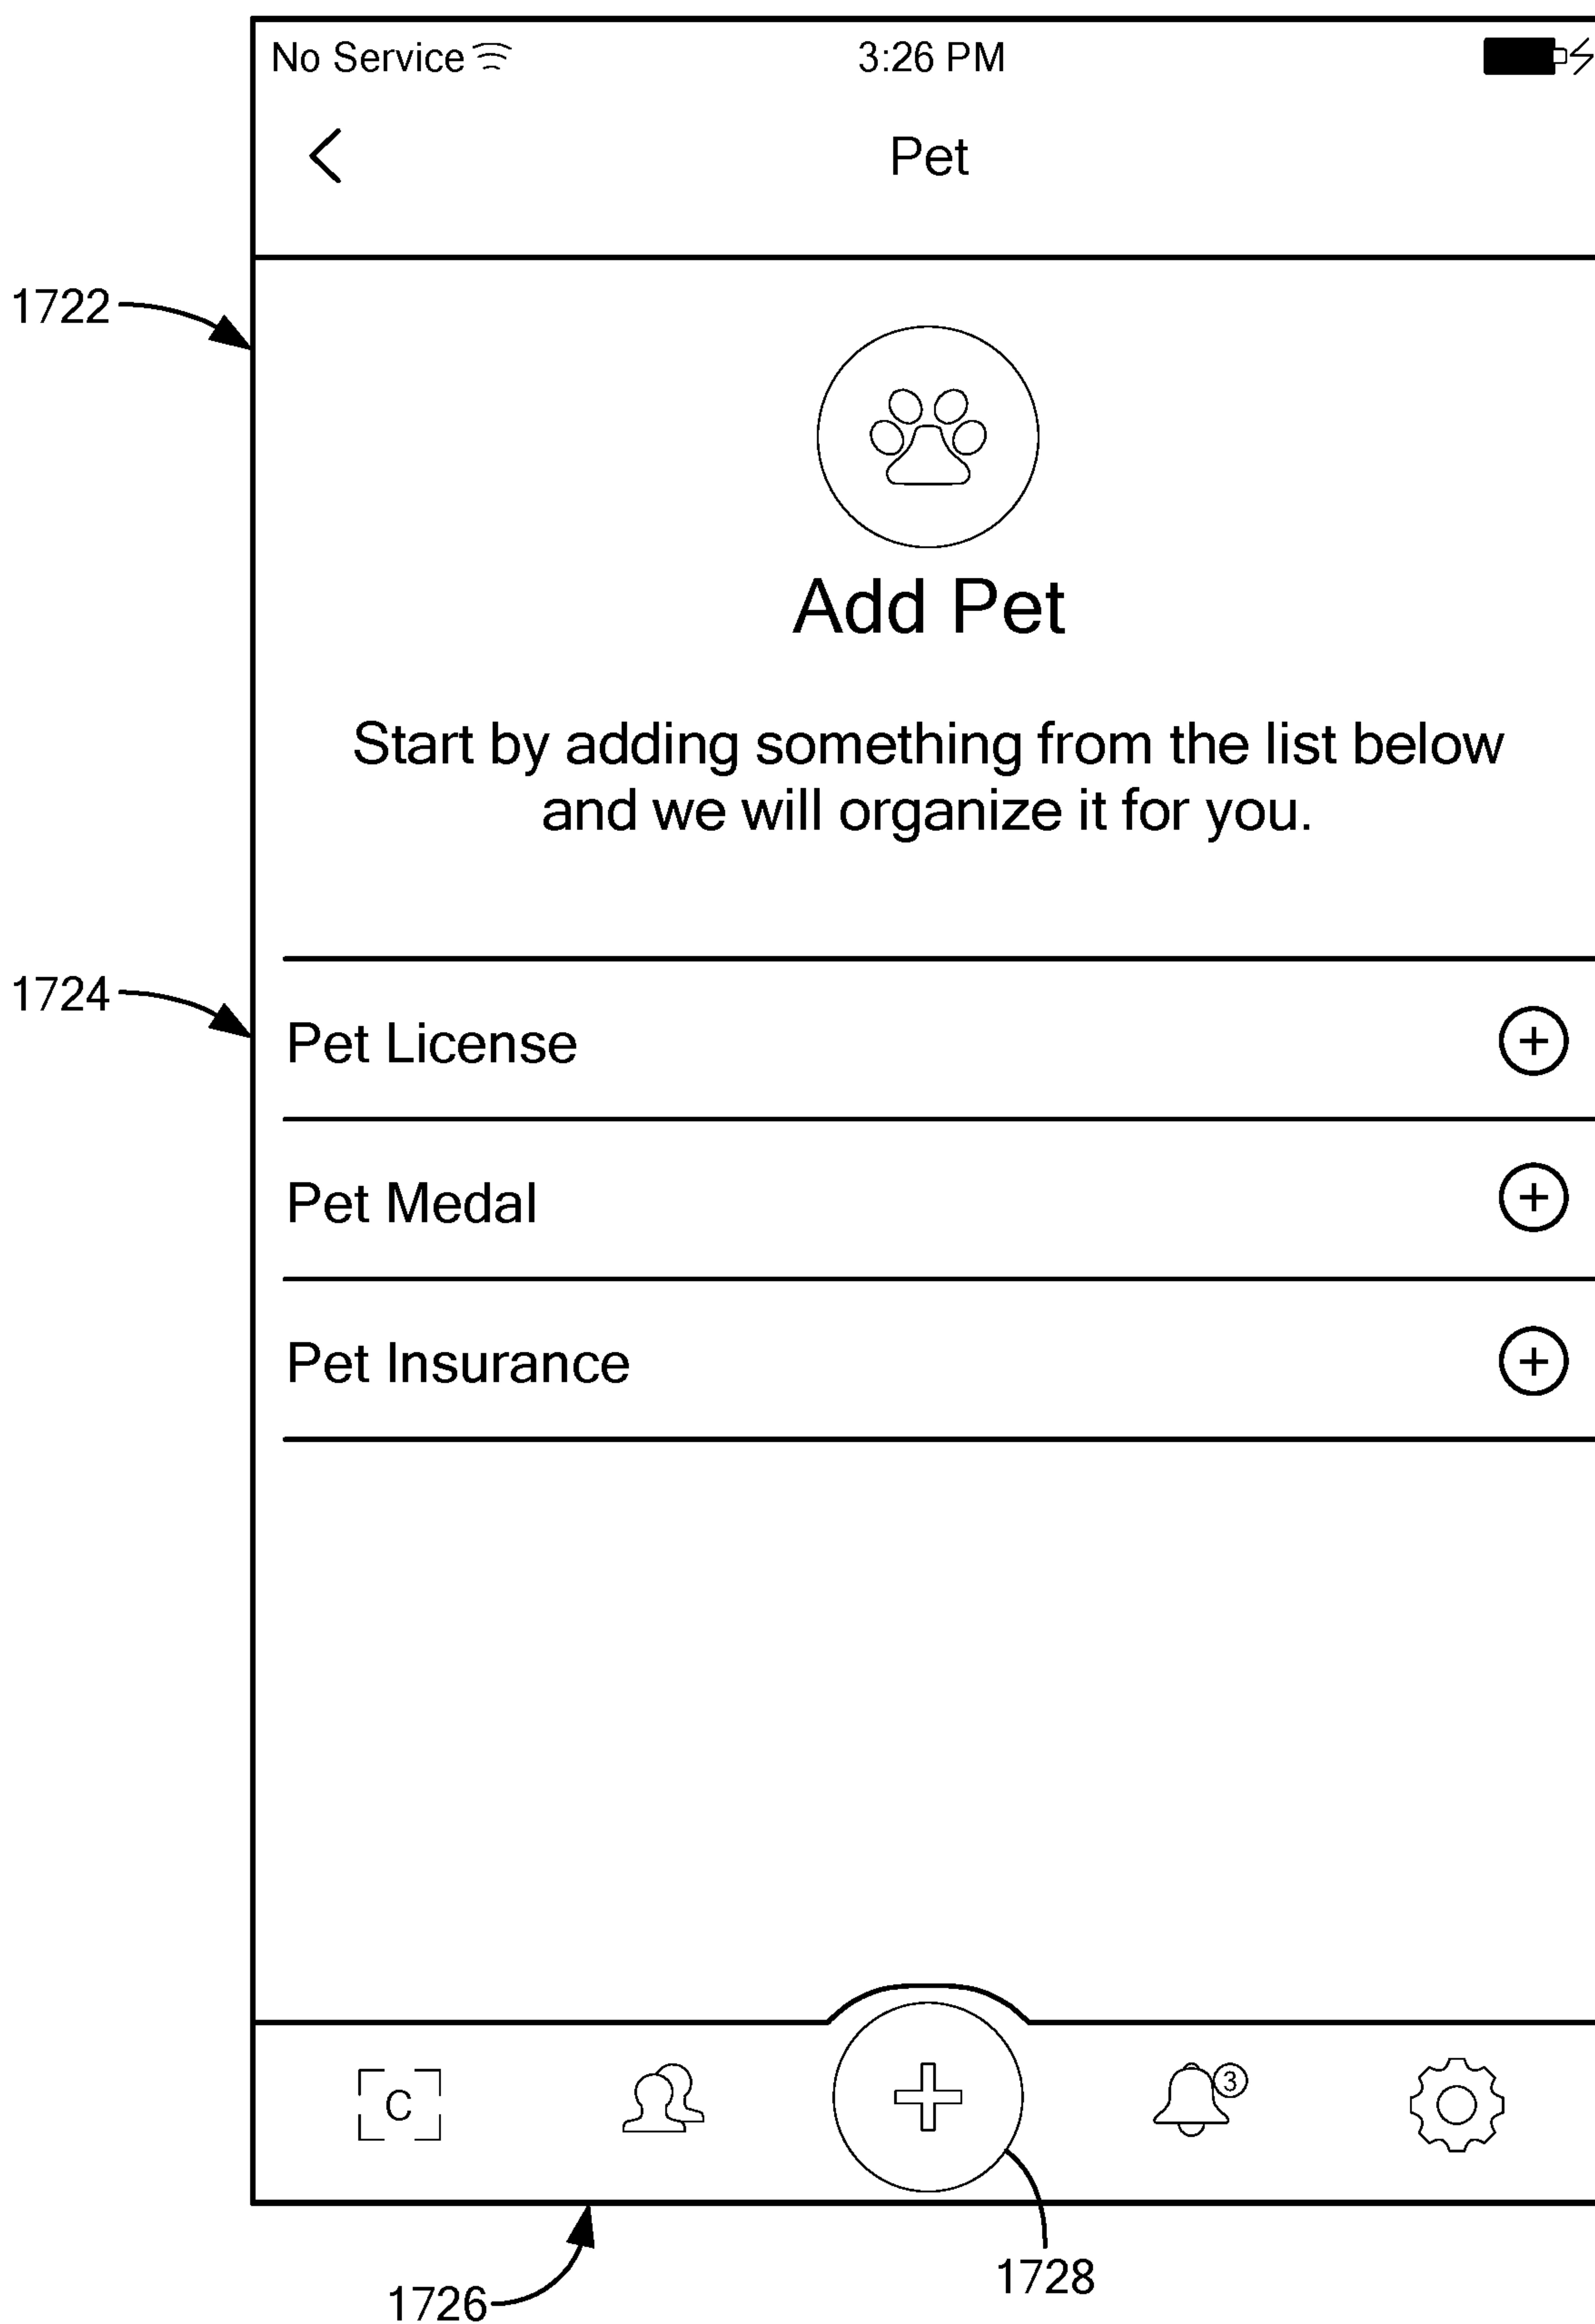 No Service 3:26 PM
Pet
1722
Add Pet
Start by adding something from the list below
and we will organize it for you.
1724
Pet License
Pet Medal
Pet Insurance
C
3
1728
1726